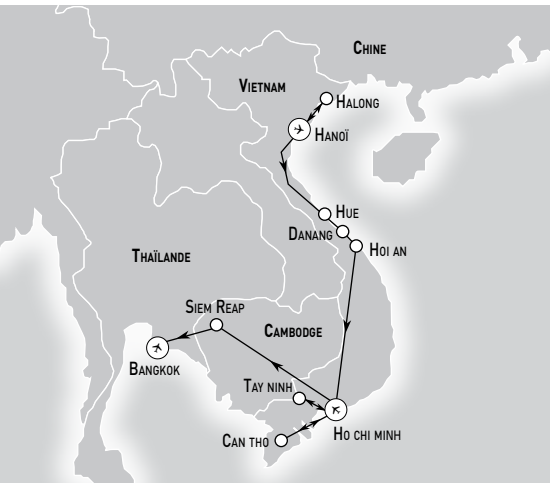 CHINE
VIETNAM
HALONG
HANOÏ
HUE
DANANG
HOI AN
THAÏLANDE
SIEM REAP
CAMBODGE
BANGKOK
TAY NINH
HO CHI MINH
CAN THO